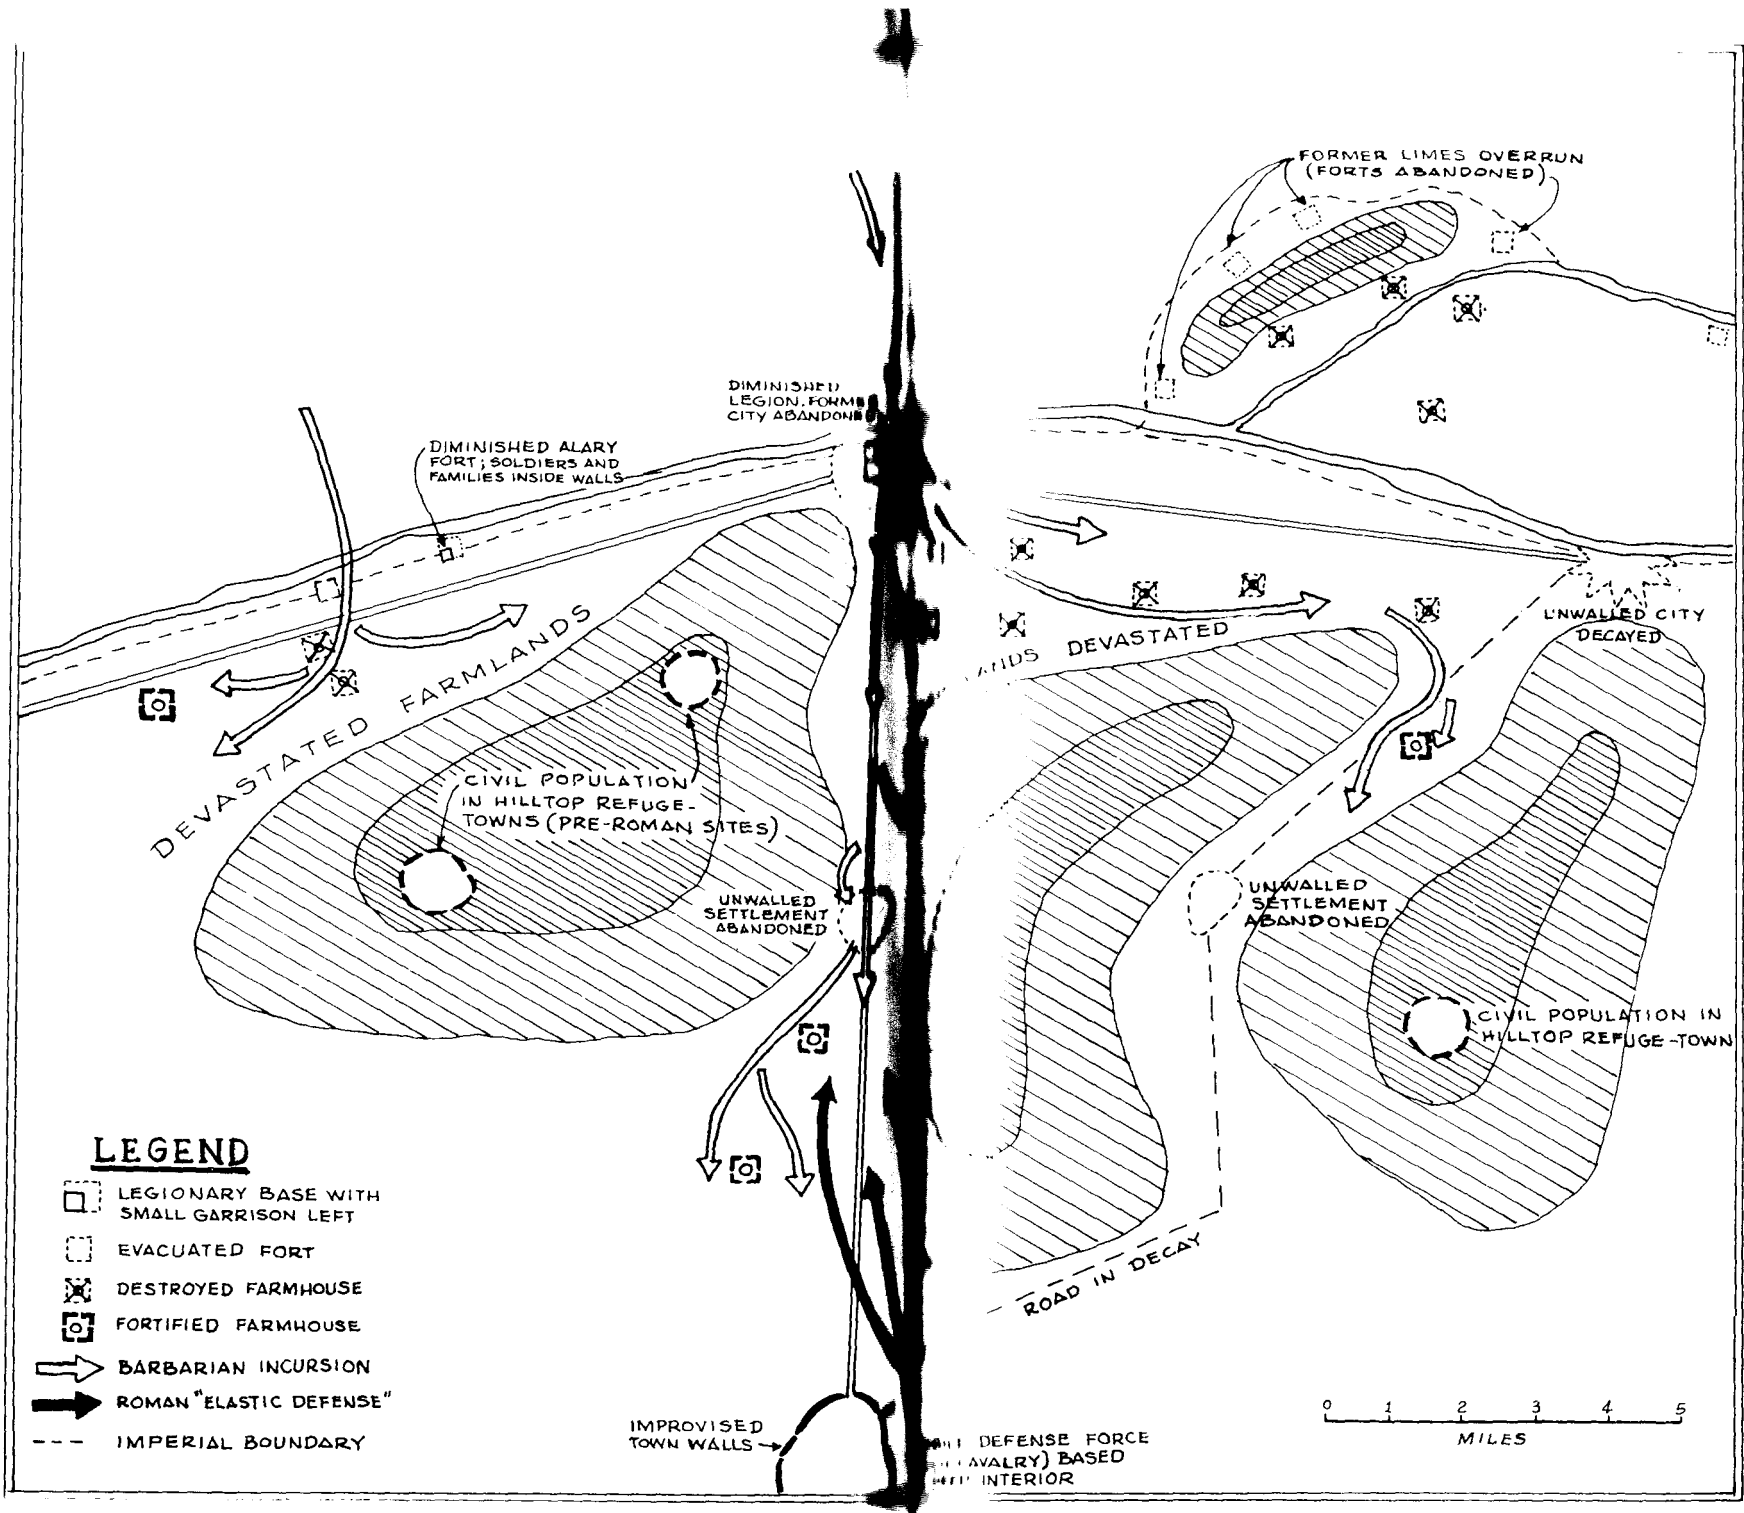 FORMER LIMES OVERRUN
(FORTS ABANDONED)
DIMINISHED
LEGION.
CITY
DIMINISHED ALARY
FORT; SOLDIERS AND
FAMILIES INSIDE WALLS
UNWALLED CITY
DECAYED
DEVASTATED FARMLANDS
DEVASTATED
CIVIL POPULATION
IN HILLTOP REFUGE-
TOWNS (PRE-ROMAN SITES)
UNWALLED
SETTLEMENT
ABANDONED
UNWALLED
SETTLEMENT
ABANDONED
CIVIL POPULATION IN
HILLTOP REFUGE-TOWN
ROAD IN DECAY
LEGEND
LEGIONARY BASE WITH
SMALL GARRISON LEFT
EVACUATED FORT
DESTROYED FARMHOUSE
FORTIFIED FARMHOUSE
BARBARIAN INCURSION
ROMAN "ELASTIC DEFENSE"
IMPERIAL BOUNDARY
IMPROVISED
TOWN WALLS
DEFENSE FORCE
BASED
INTERIOR
0 1 2 3 4 5
MILES